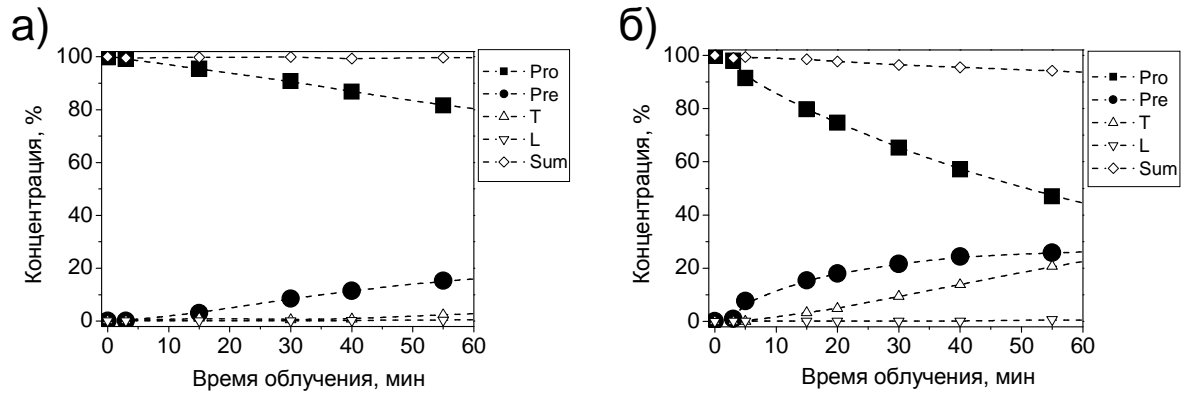 а)
100
80
60
40
20
0
Концентрация, %
0 10 20 30 40 50 60
Время облучения, мин
Pro
Pre
T
L
Sum
б)
100
80
60
40
20
0
Концентрация, %
0 10 20 30 40 50 60
Время облучения, мин
Pro
Pre
T
L
Sum